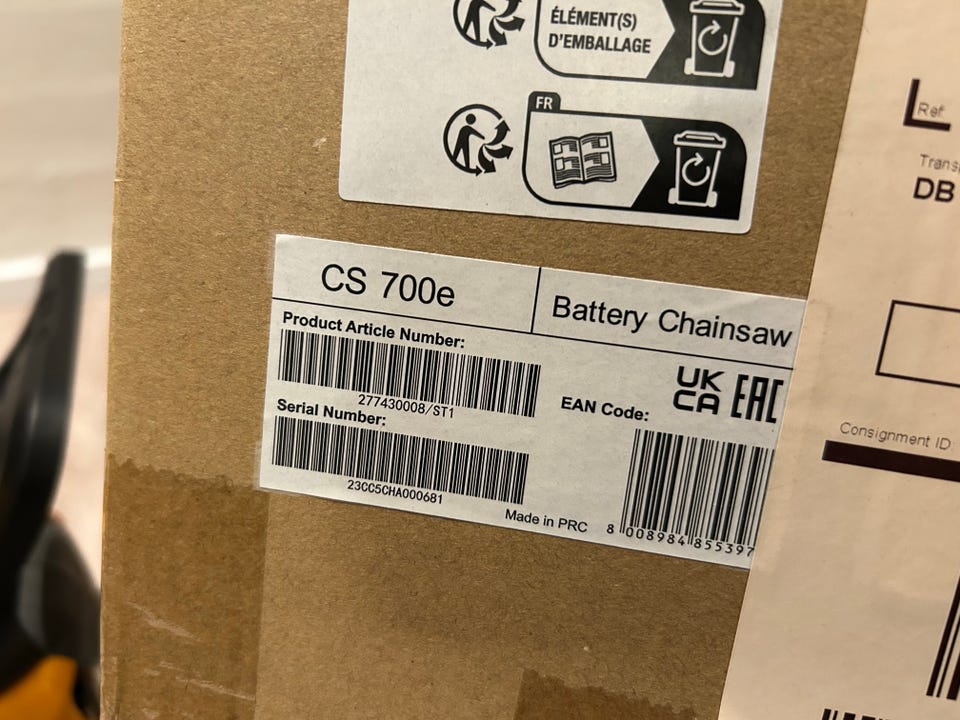 ÉLÉMENT(S)
D'EMBALLAGE
FR
Ref
DB
CS 700e
Battery Chainsaw
Product Article Number:
277430008/ST1
Serial Number:
23CC5CHA000681
UK
CA
EAC
EAN Code:
8 008984 855397
Made in PRC
Consignment ID